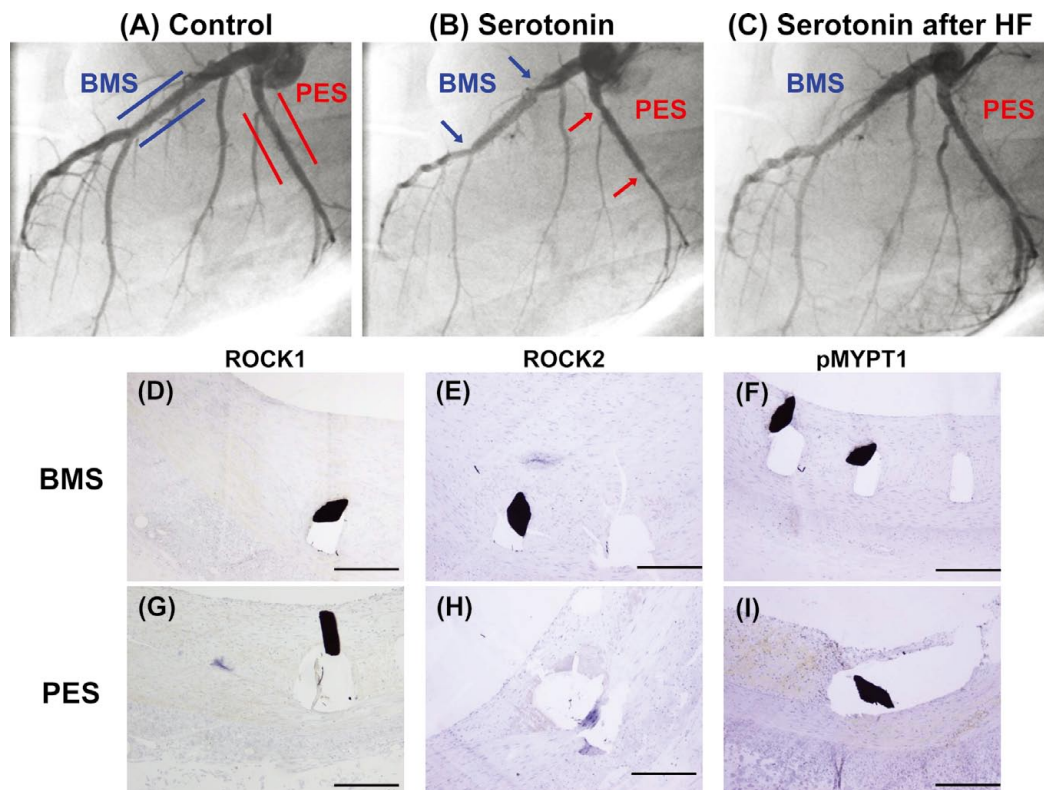 (A) Control
(B) Serotonin
(C) Serotonin after HF
BMS
PES
BMS
PES
BMS
PES
ROCK1
ROCK2
pMYPT1
BMS
(D)
(E)
(F)
PES
(G)
(H)
(I)